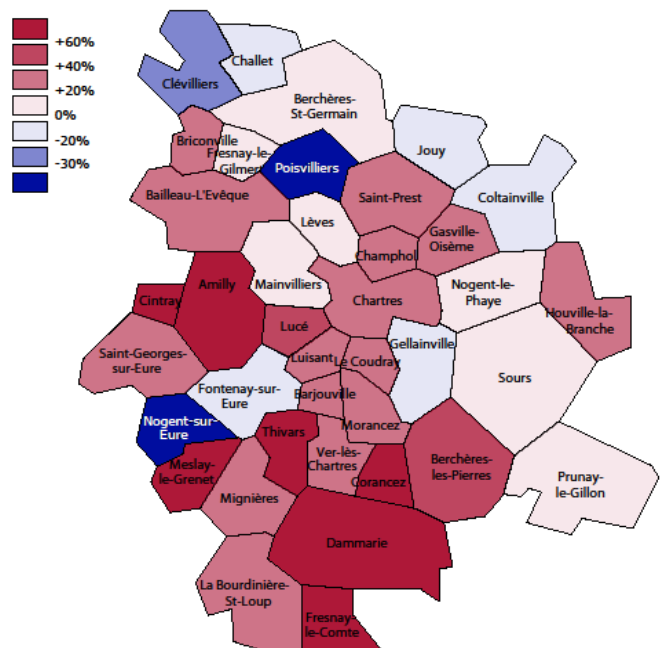 +60%
+40%
+20%
0%
-20%
-30%
Challet
Clévilliers
Berchères-
St-Germain
Briconville
Fresnay-le-
Gilmert
Poisvilliers
Jouy
Bailleau-L'Evêque
Saint-Prest
Coltainville
Lèves
Gasville-
Oisème
Champhol
Amilly
Mainvilliers
Nogent-le-
Phaye
Cintray
Chartres
Houville-la-
Branche
Lucé
Saint-Georges-
sur-Eure
Luisant
Le Coudray
Gellainville
Sours
Fontenay-sur-
Eure
Barjouville
Nogent-sur-
Eure
Thivars
Morancez
Meslay-
le-Grenet
Ver-lès-
Chartres
Corancez
Berchères-
les-Pierres
Prunay-
le-Gillon
Mignières
Dammarie
La Bourdinière-
St-Loup
Fresnay-
le-Comte